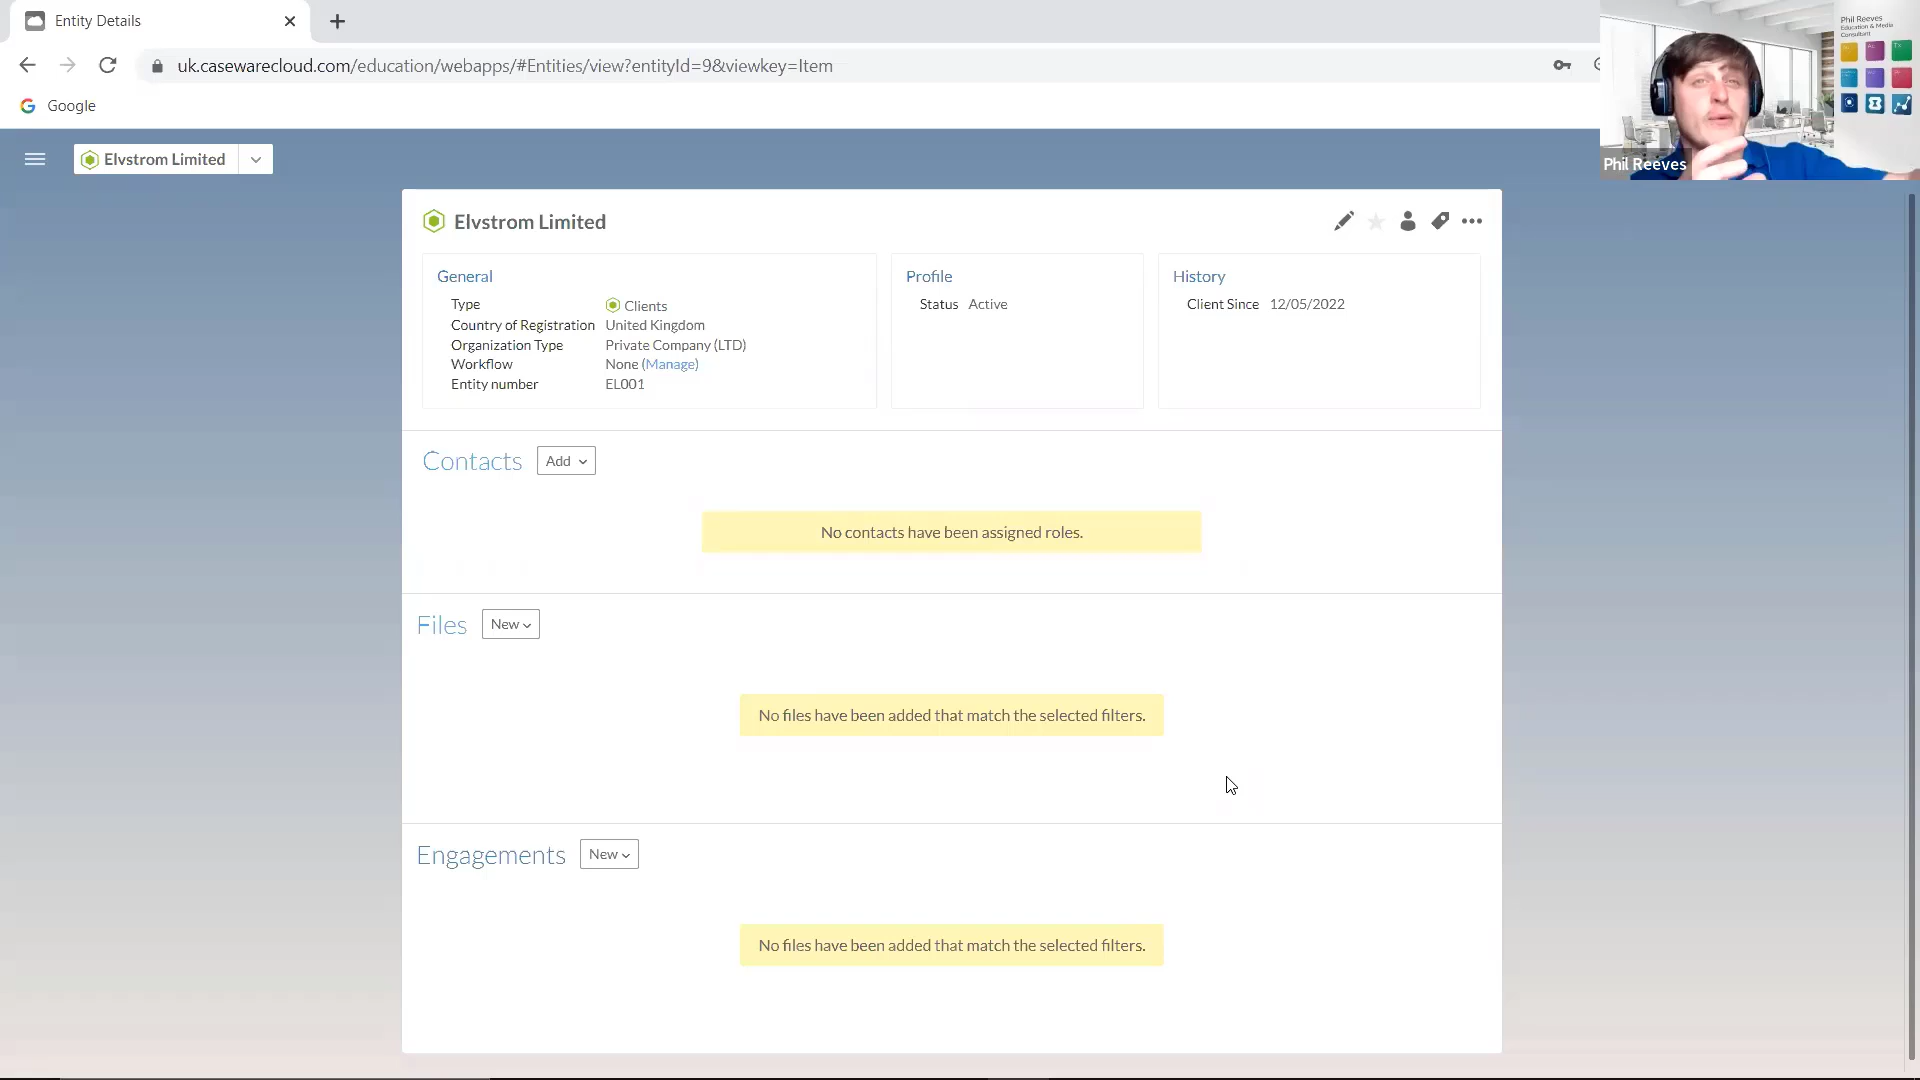 Entity Details
uk.casewarecloud.com/education/webapps/#Entities/view?entityId=9&viewkey=Item
Google
Phil Reeves
Education & Media
Consultant
Phil Reeves
Elvstrom Limited
Elvstrom Limited
General
Type Clients
Country of Registration United Kingdom
Organization Type Private Company (LTD)
Workflow None (Manage)
Entity number EL001
Profile
Status Active
History
Client Since 12/05/2022
Contacts Add
No contacts have been assigned roles.
Files New
No files have been added that match the selected filters.
Engagements New
No files have been added that match the selected filters.